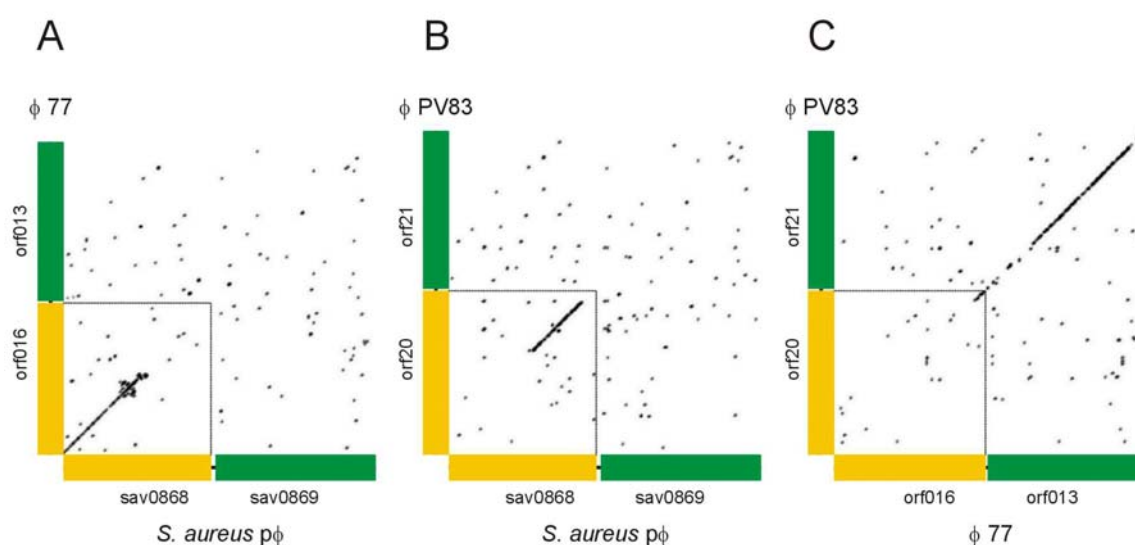 A
ϕ 77
orf013
orf016
sav0868 sav0869
S. aureus pϕ
B
ϕ PV83
orf21
orf20
sav0868 sav0869
S. aureus pϕ
C
ϕ PV83
orf21
orf20
orf016 orf013
ϕ 77